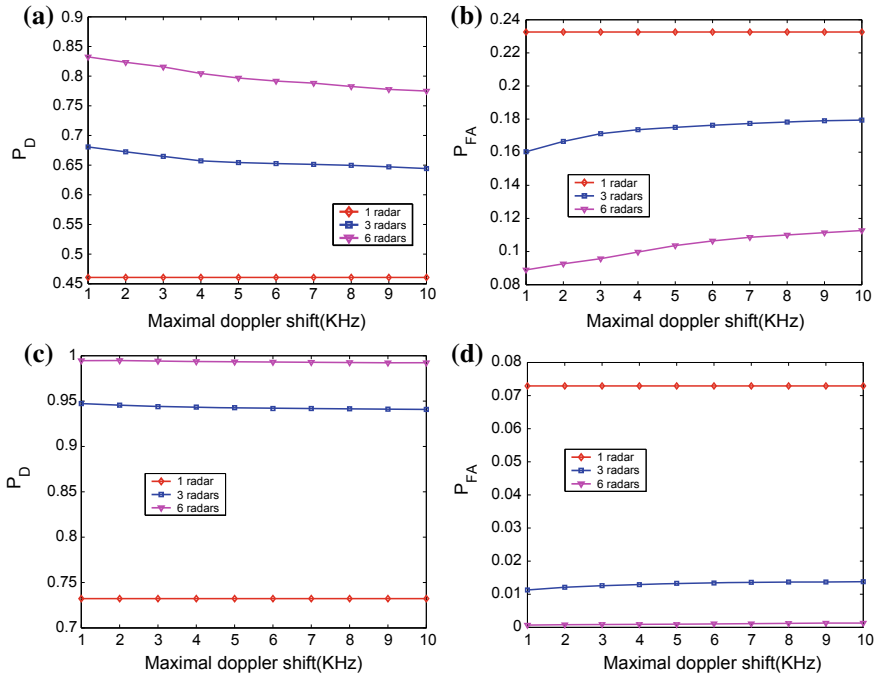 (a)
0.9
0.85
0.8
0.75
0.7
0.65
0.6
0.55
0.5
0.45
P_D
1 radar
3 radars
6 radars
1 2 3 4 5 6 7 8 9 10
Maximal doppler shift(KHz)
(b)
0.24
0.22
0.2
0.18
0.16
0.14
0.12
0.1
0.08
P_FA
1 radar
3 radars
6 radars
1 2 3 4 5 6 7 8 9 10
Maximal doppler shift(KHz)
(c)
1
0.95
0.9
0.85
0.8
0.75
0.7
P_D
1 radar
3 radars
6 radars
1 2 3 4 5 6 7 8 9 10
Maximal doppler shift(KHz)
(d)
0.08
0.07
0.06
0.05
0.04
0.03
0.02
0.01
0
P_FA
1 radar
3 radars
6 radars
1 2 3 4 5 6 7 8 9 10
Maximal doppler shift(KHz)